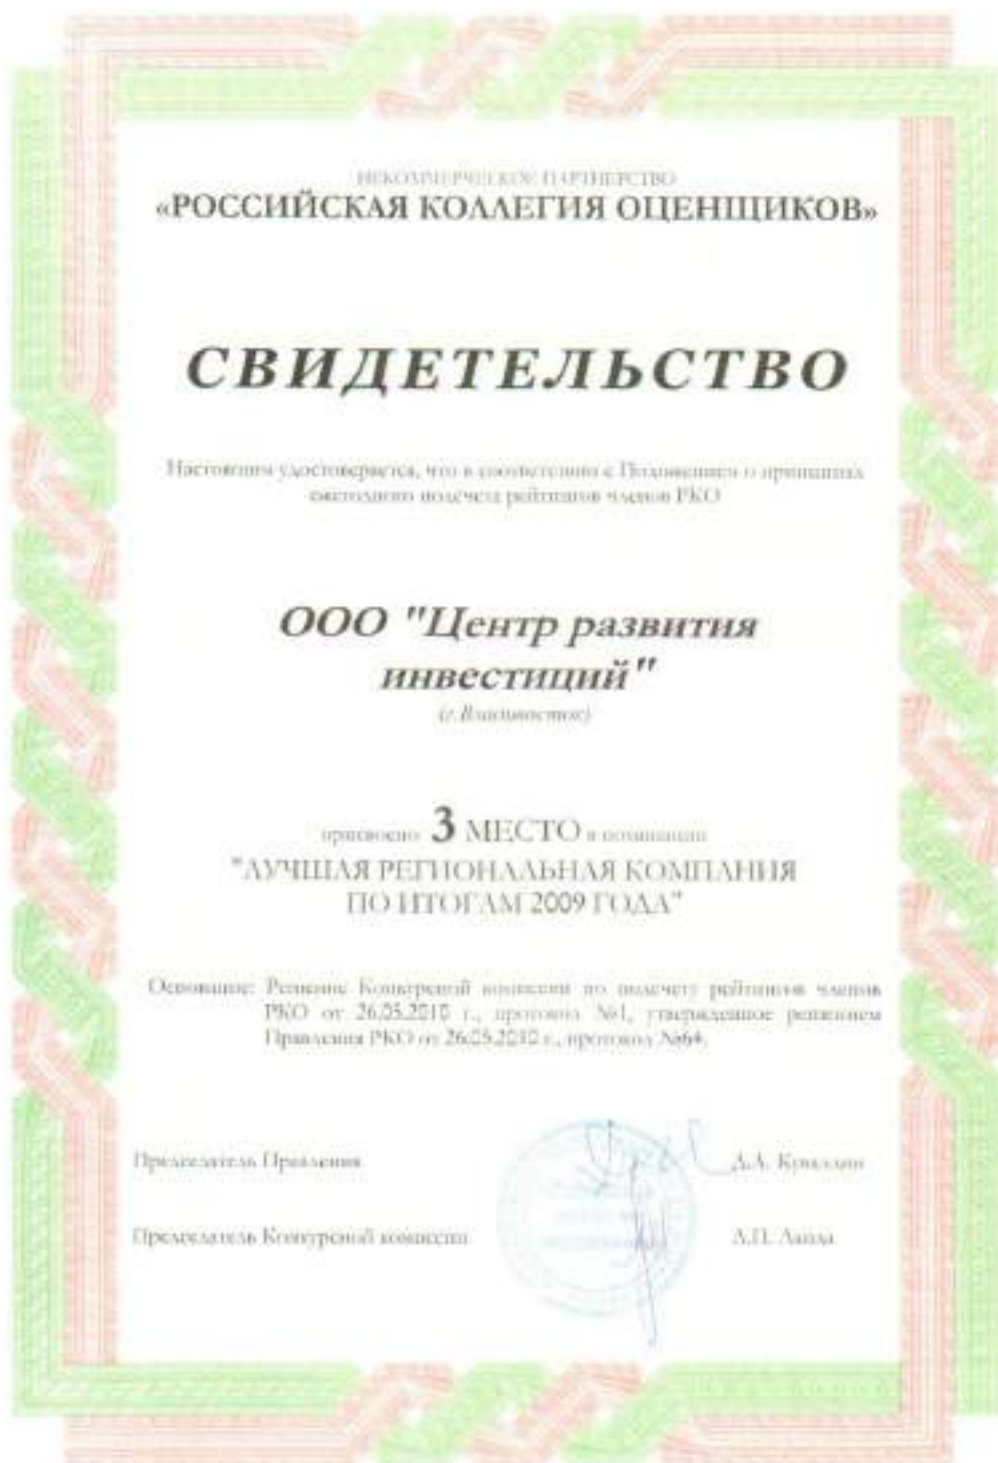 НЕКОММЕРЧЕСКОЕ ПАРТНЕРСТВО
«РОССИЙСКАЯ КОЛЛЕГИЯ ОЦЕНЩИКОВ»
СВИДЕТЕЛЬСТВО
Настоящим удостоверяется, что в соответствии с Положением о принципах
ежегодного подсчета рейтингов членов РКО
ООО "Центр развития
инвестиций"
(г.Владивосток)
присвоено 3 МЕСТО в номинации
"ЛУЧШАЯ РЕГИОНАЛЬНАЯ КОМПАНИЯ
ПО ИТОГАМ 2009 ГОДА"
Основание: Решение Конкурсной комиссии по подсчету рейтингов членов
РКО от 26.05.2010 г., протокол №1, утвержденное решением
Правления РКО от 26.05.2010 г., протокол №64.
Председатель Правления Д.А.
Председатель Конкурсной комиссии